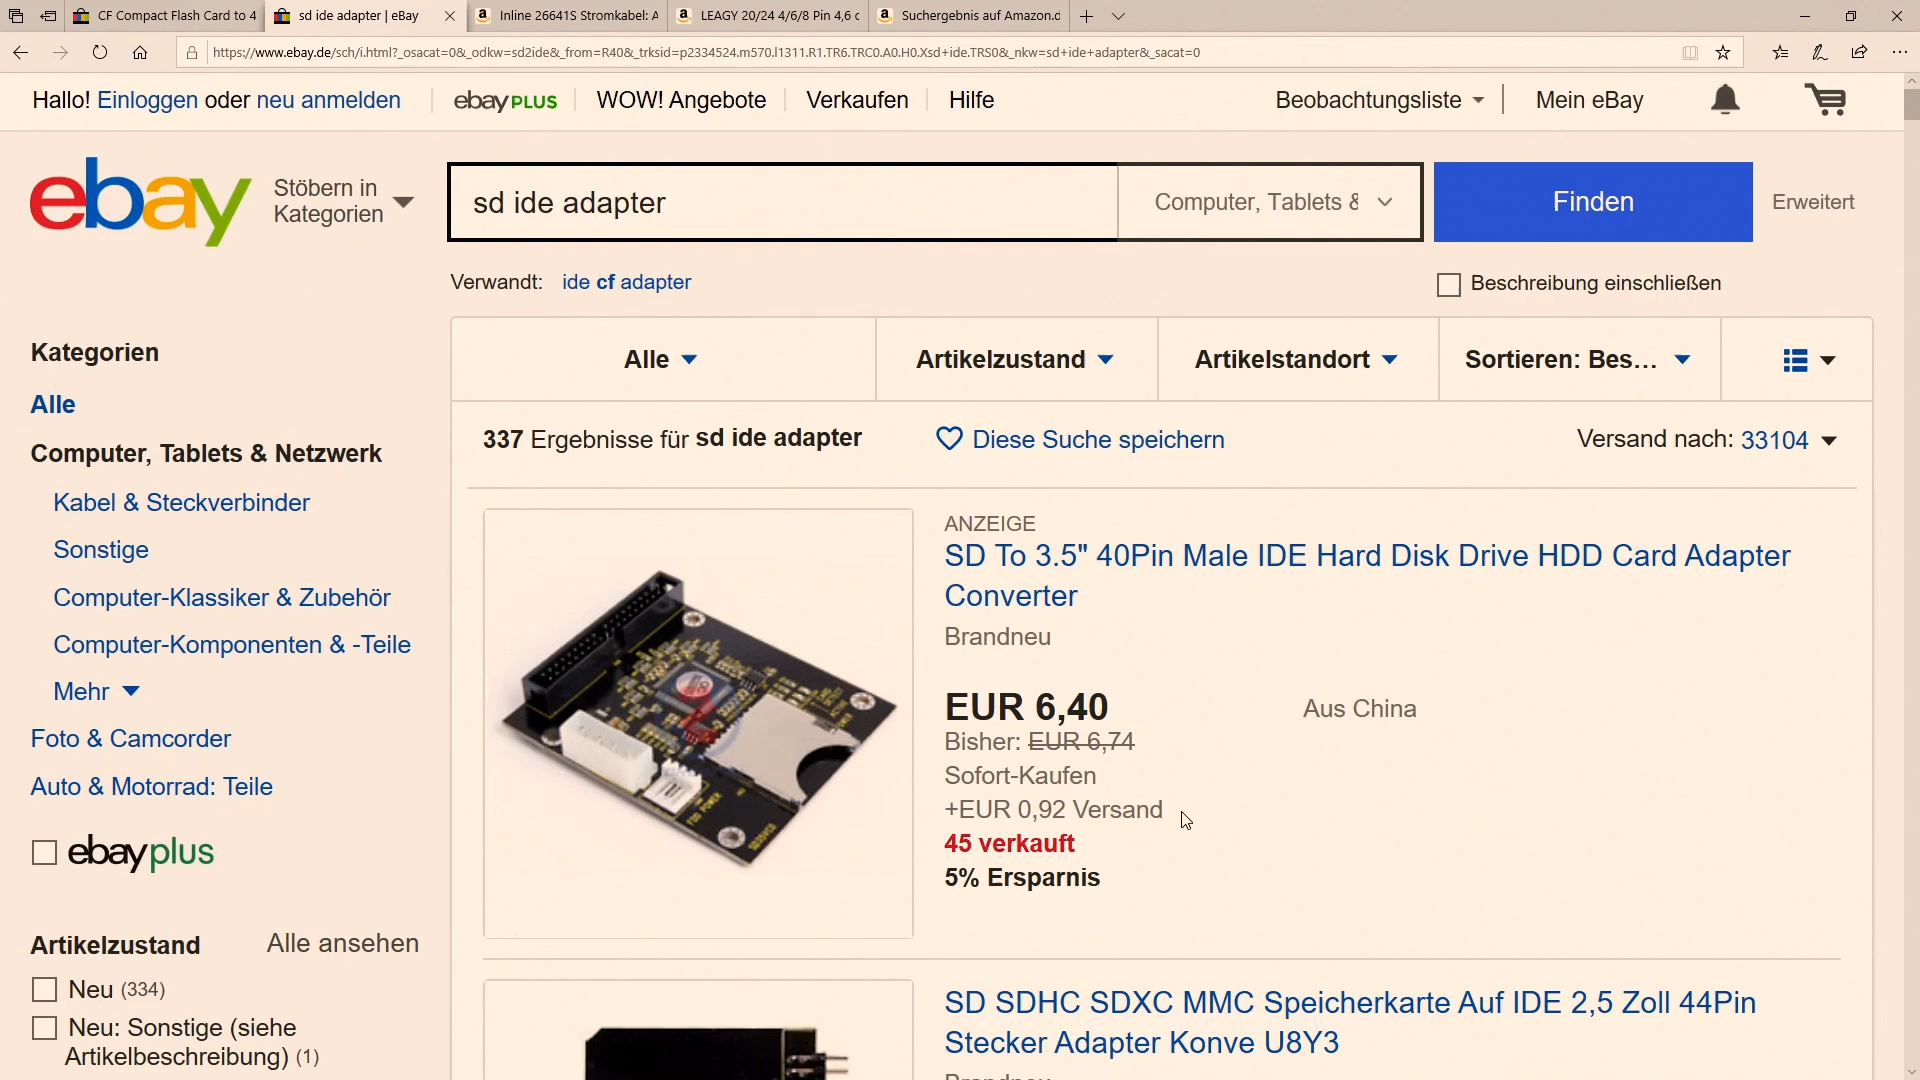 CF Compact Flash Card to 4
sd ide adapter | eBay
Inline 26641S Stromkabel: A
LEAGY 20/24 4/6/8 Pin 4,6 c
Suchergebnis auf Amazon.d
https://www.ebay.de/sch/i.html?_osacat=0&_odkw=sd2ide&_from=R40&_trksid=p2334524.m570.l1311.R1.TR6.TRC0.A0.H0.Xsd+ide.TRS0&_nkw=sd+ide+adapter&_sacat=0
Hallo! Einloggen oder neu anmelden
ebay PLUS
WOW! Angebote
Verkaufen
Hilfe
Beobachtungsliste
Mein eBay
ebay
Stöbern in
Kategorien
sd ide adapter
Computer, Tablets &
Finden
Erweitert
Verwandt: ide cf adapter
Beschreibung einschließen
Kategorien
Alle
Computer, Tablets & Netzwerk
Kabel & Steckverbinder
Sonstige
Computer-Klassiker & Zubehör
Computer-Komponenten & -Teile
Mehr
Foto & Camcorder
Auto & Motorrad: Teile
ebayplus
Artikelzustand
Alle ansehen
Neu (334)
Neu: Sonstige (siehe
Artikelbeschreibung) (1)
Alle
Artikelzustand
Artikelstandort
Sortieren: Bes...
337 Ergebnisse für sd ide adapter
Diese Suche speichern
Versand nach: 33104
ANZEIGE
SD To 3.5" 40Pin Male IDE Hard Disk Drive HDD Card Adapter
Converter
Brandneu
EUR 6,40
Aus China
Bisher: EUR 6,74
Sofort-Kaufen
+EUR 0,92 Versand
45 verkauft
5% Ersparnis
SD SDHC SDXC MMC Speicherkarte Auf IDE 2,5 Zoll 44Pin
Stecker Adapter Konve U8Y3
Brandneu